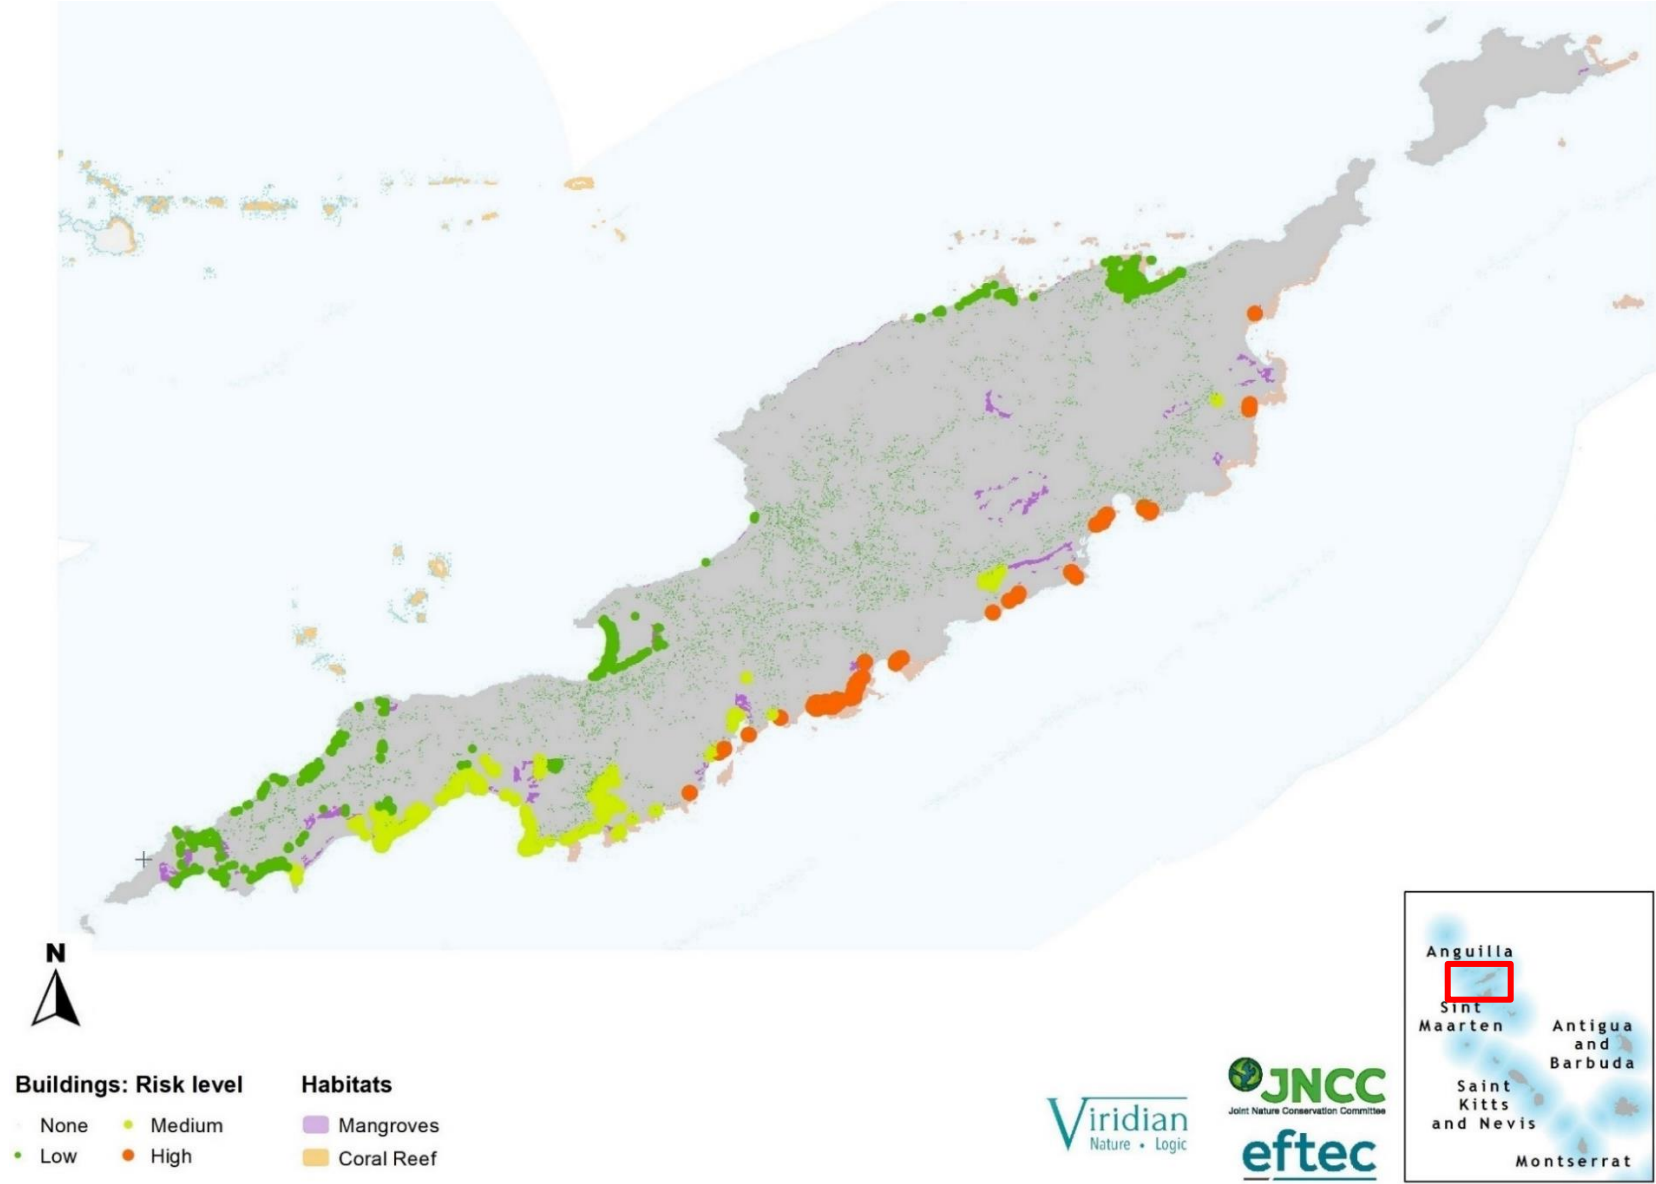 N
Buildings: Risk level
None
Medium
Low
High
Habitats
Mangroves
Coral Reef
Viridian
Nature • Logic
JNCC
Joint Nature Conservation Committee
eftec
Anguilla
Sint
Maarten
Antigua
and
Barbuda
Saint
Kitts
and Nevis
Montserrat